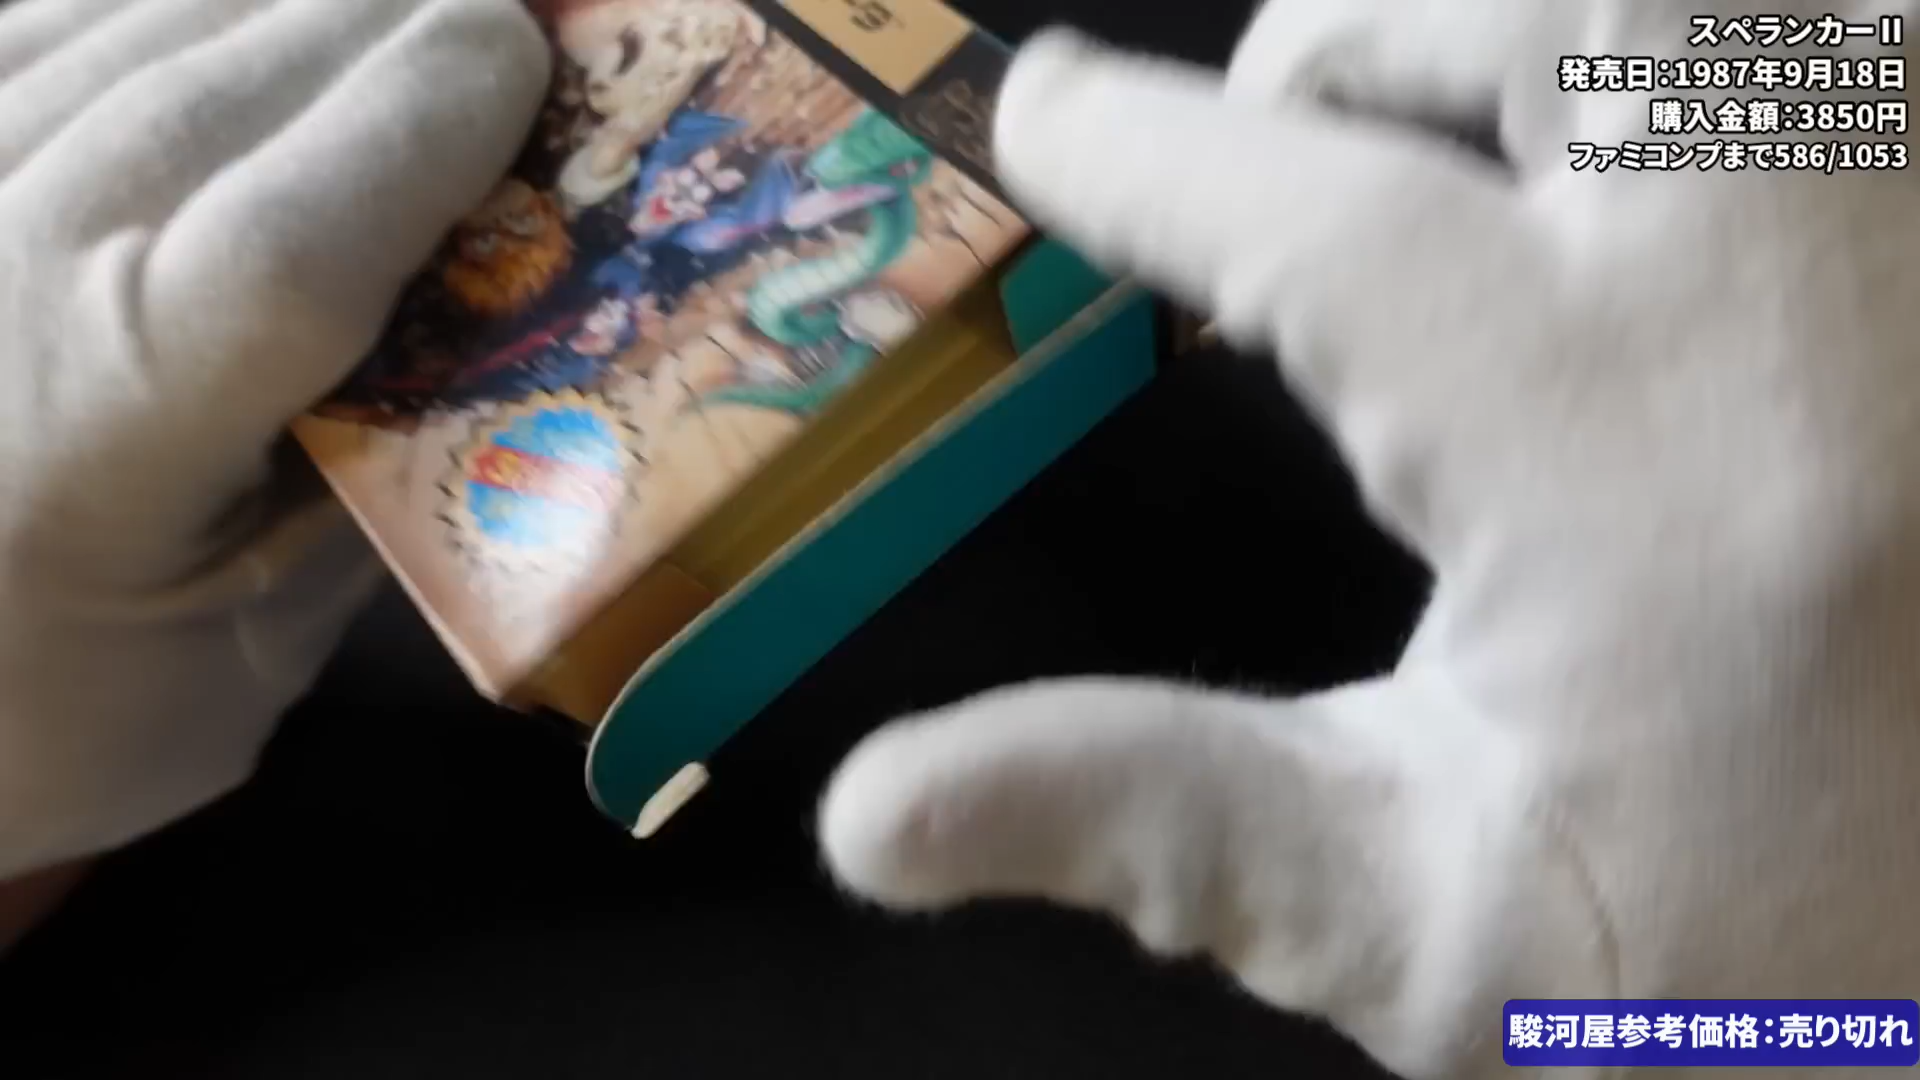 スペランカーII
発売日:1987年9月18日
購入金額:3850円
ファミコンプまで586/1053
駿河屋参考価格:売り切れ